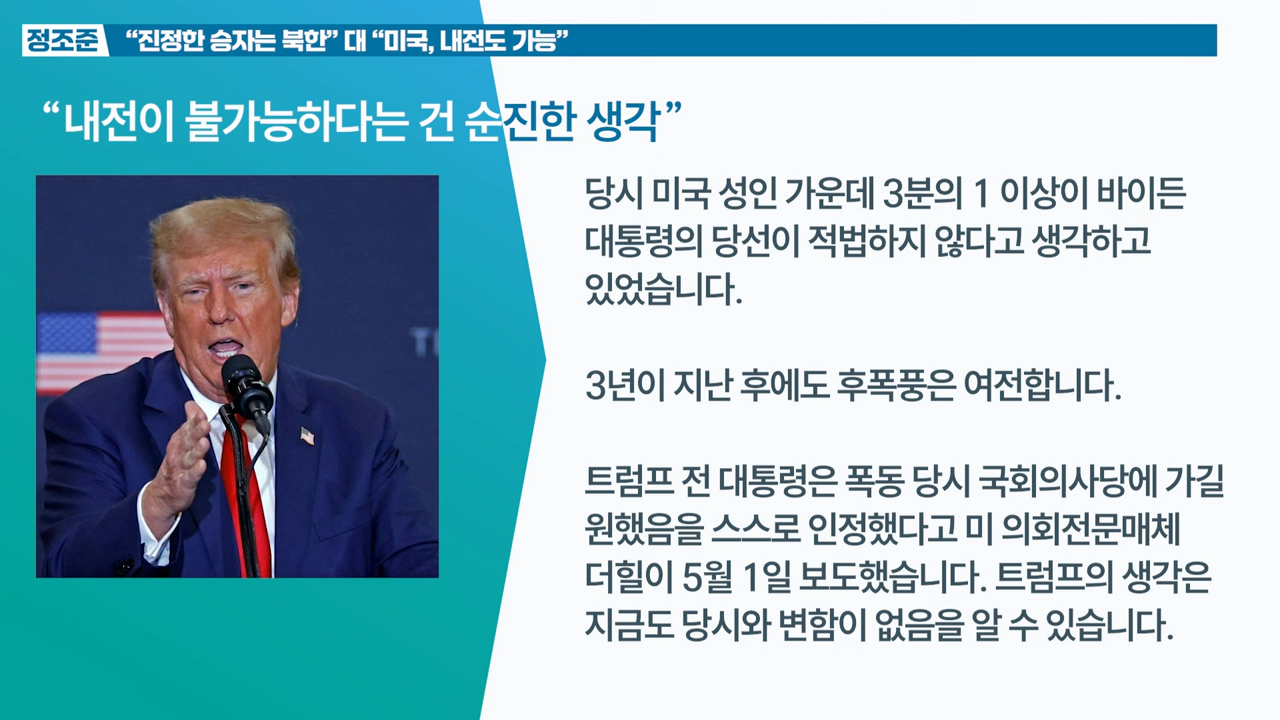 정조준 “진정한 승자는 북한” 대 “미국, 내전도 가능”
“내전이 불가능하다는 건 순진한 생각”
당시 미국 성인 가운데 3분의 1 이상이 바이든
대통령의 당선이 적법하지 않다고 생각하고
있었습니다.
3년이 지난 후에도 후폭풍은 여전합니다.
트럼프 전 대통령은 폭동 당시 국회의사당에 가길
원했음을 스스로 인정했다고 미 의회전문매체
더힐이 5월 1일 보도했습니다. 트럼프의 생각은
지금도 당시와 변함이 없음을 알 수 있습니다.